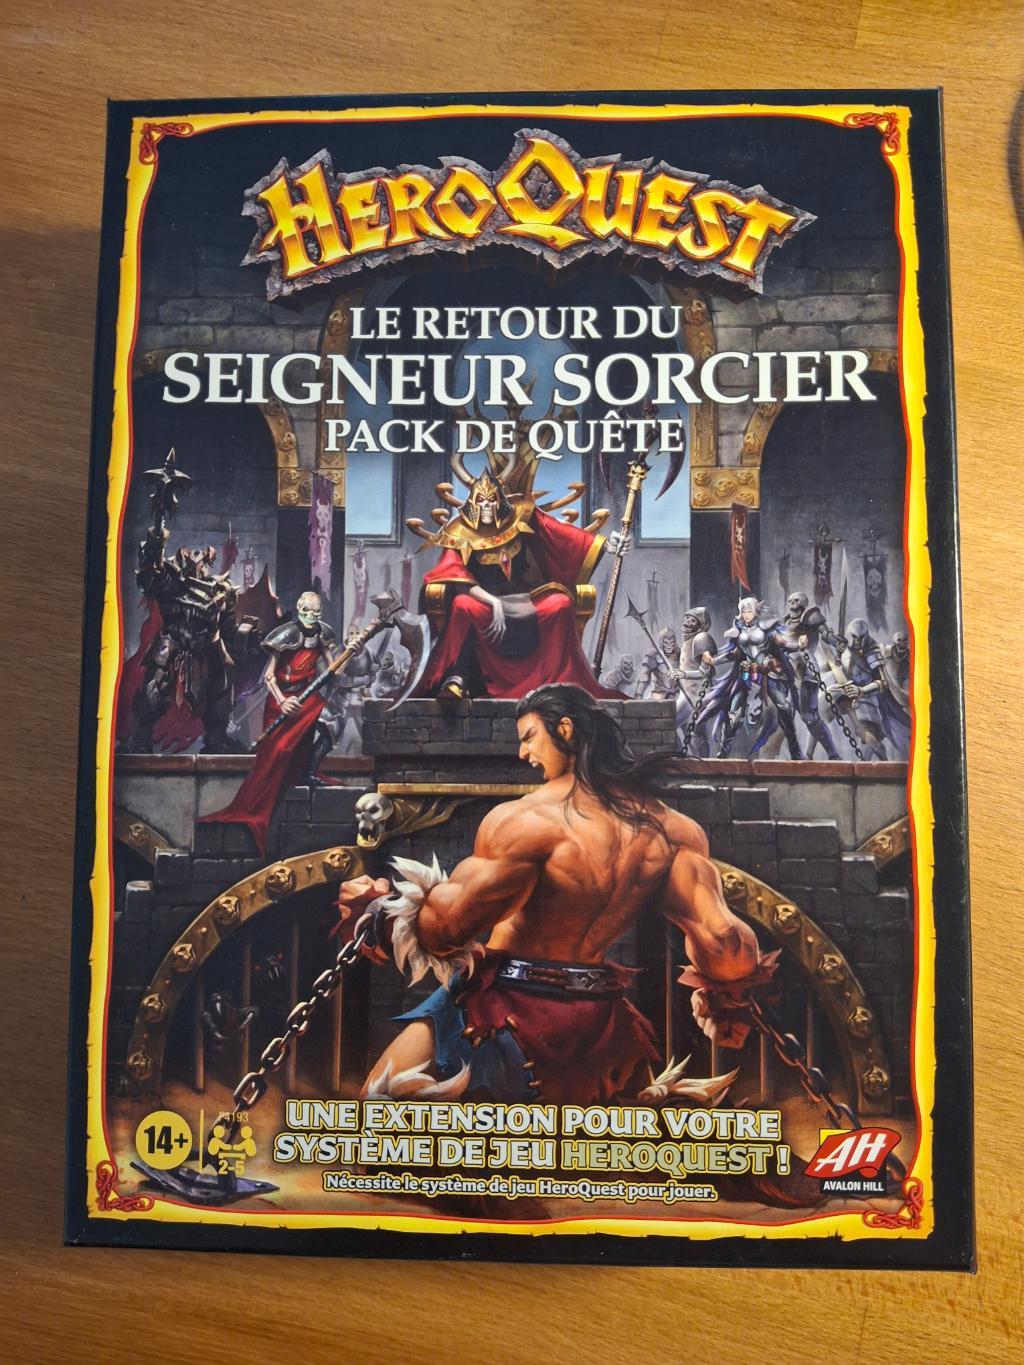 HEROQUEST
LE RETOUR DU
SEIGNEUR SORCIER
PACK DE QUÊTE
14+
F4193
2-5
UNE EXTENSION POUR VOTRE
SYSTÈME DE JEU HEROQUEST !
Nécessite le système de jeu HeroQuest pour jouer.
AH
AVALON HILL